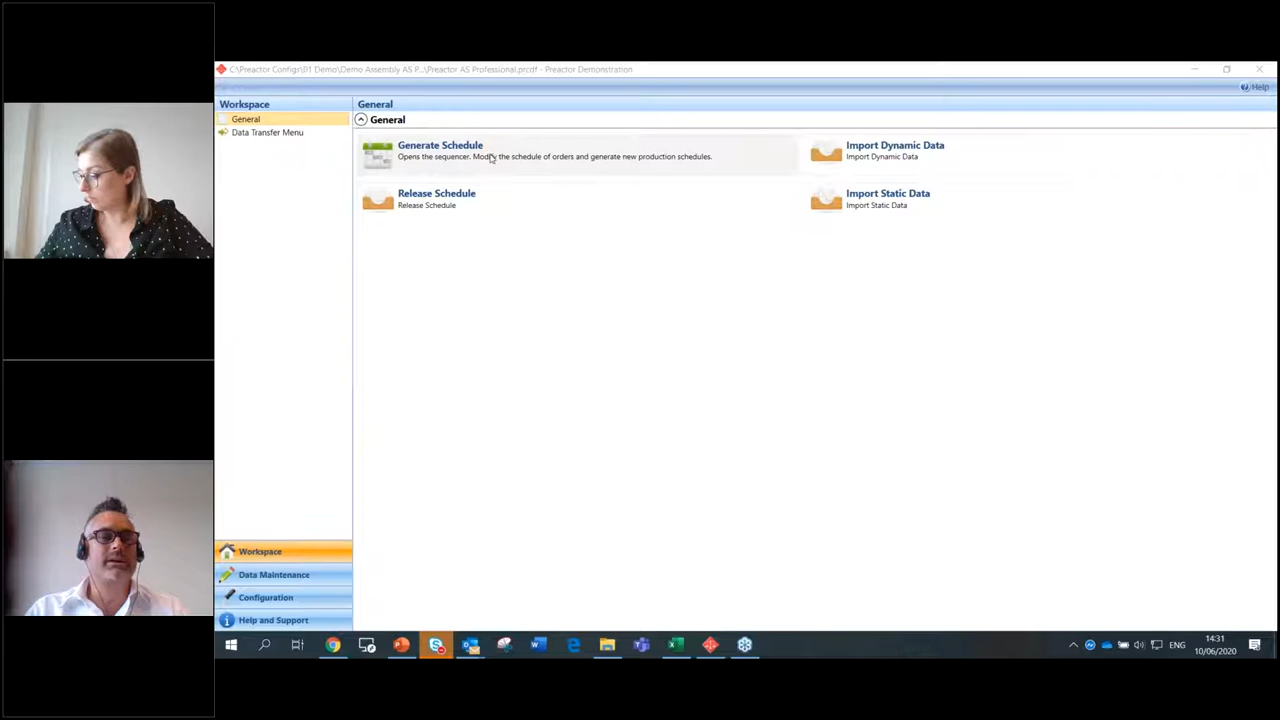 C:\Preactor Configs\01 Demo\Demo Assembly AS P...\Preactor AS Professional.prcdf - Preactor Demonstration
Help
Workspace
General
Data Transfer Menu
General
General
Generate Schedule
Opens the sequencer. Modify the schedule of orders and generate new production schedules.
Import Dynamic Data
Import Dynamic Data
Release Schedule
Release Schedule
Import Static Data
Import Static Data
Workspace
Data Maintenance
Configuration
Help and Support
ENG
14:31
10/06/2020